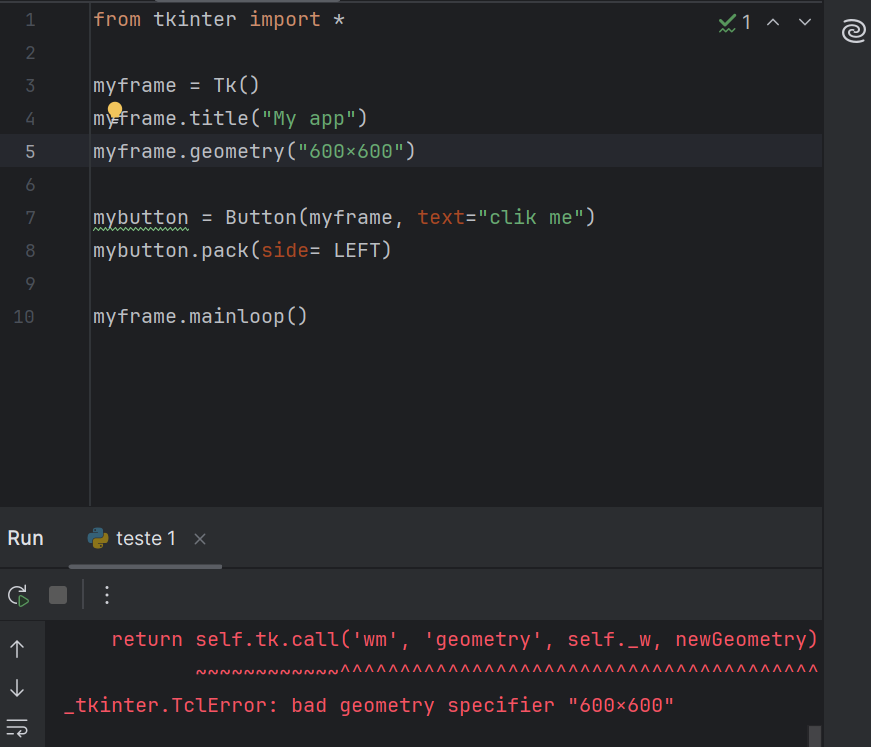 1 from tkinter import *
1
2
3 myframe = Tk()
4 myframe.title("My app")
5 myframe.geometry("600×600")
6
7 mybutton = Button(myframe, text="clik me")
8 mybutton.pack(side= LEFT)
9
10 myframe.mainloop()
Run teste 1
return self.tk.call('wm', 'geometry', self._w, newGeometry)
~~~~~~~~~~~~^^^^^^^^^^^^^^^^^^^^^^^^^^^^^^^^^^^^^^^^
_tkinter.TclError: bad geometry specifier "600×600"